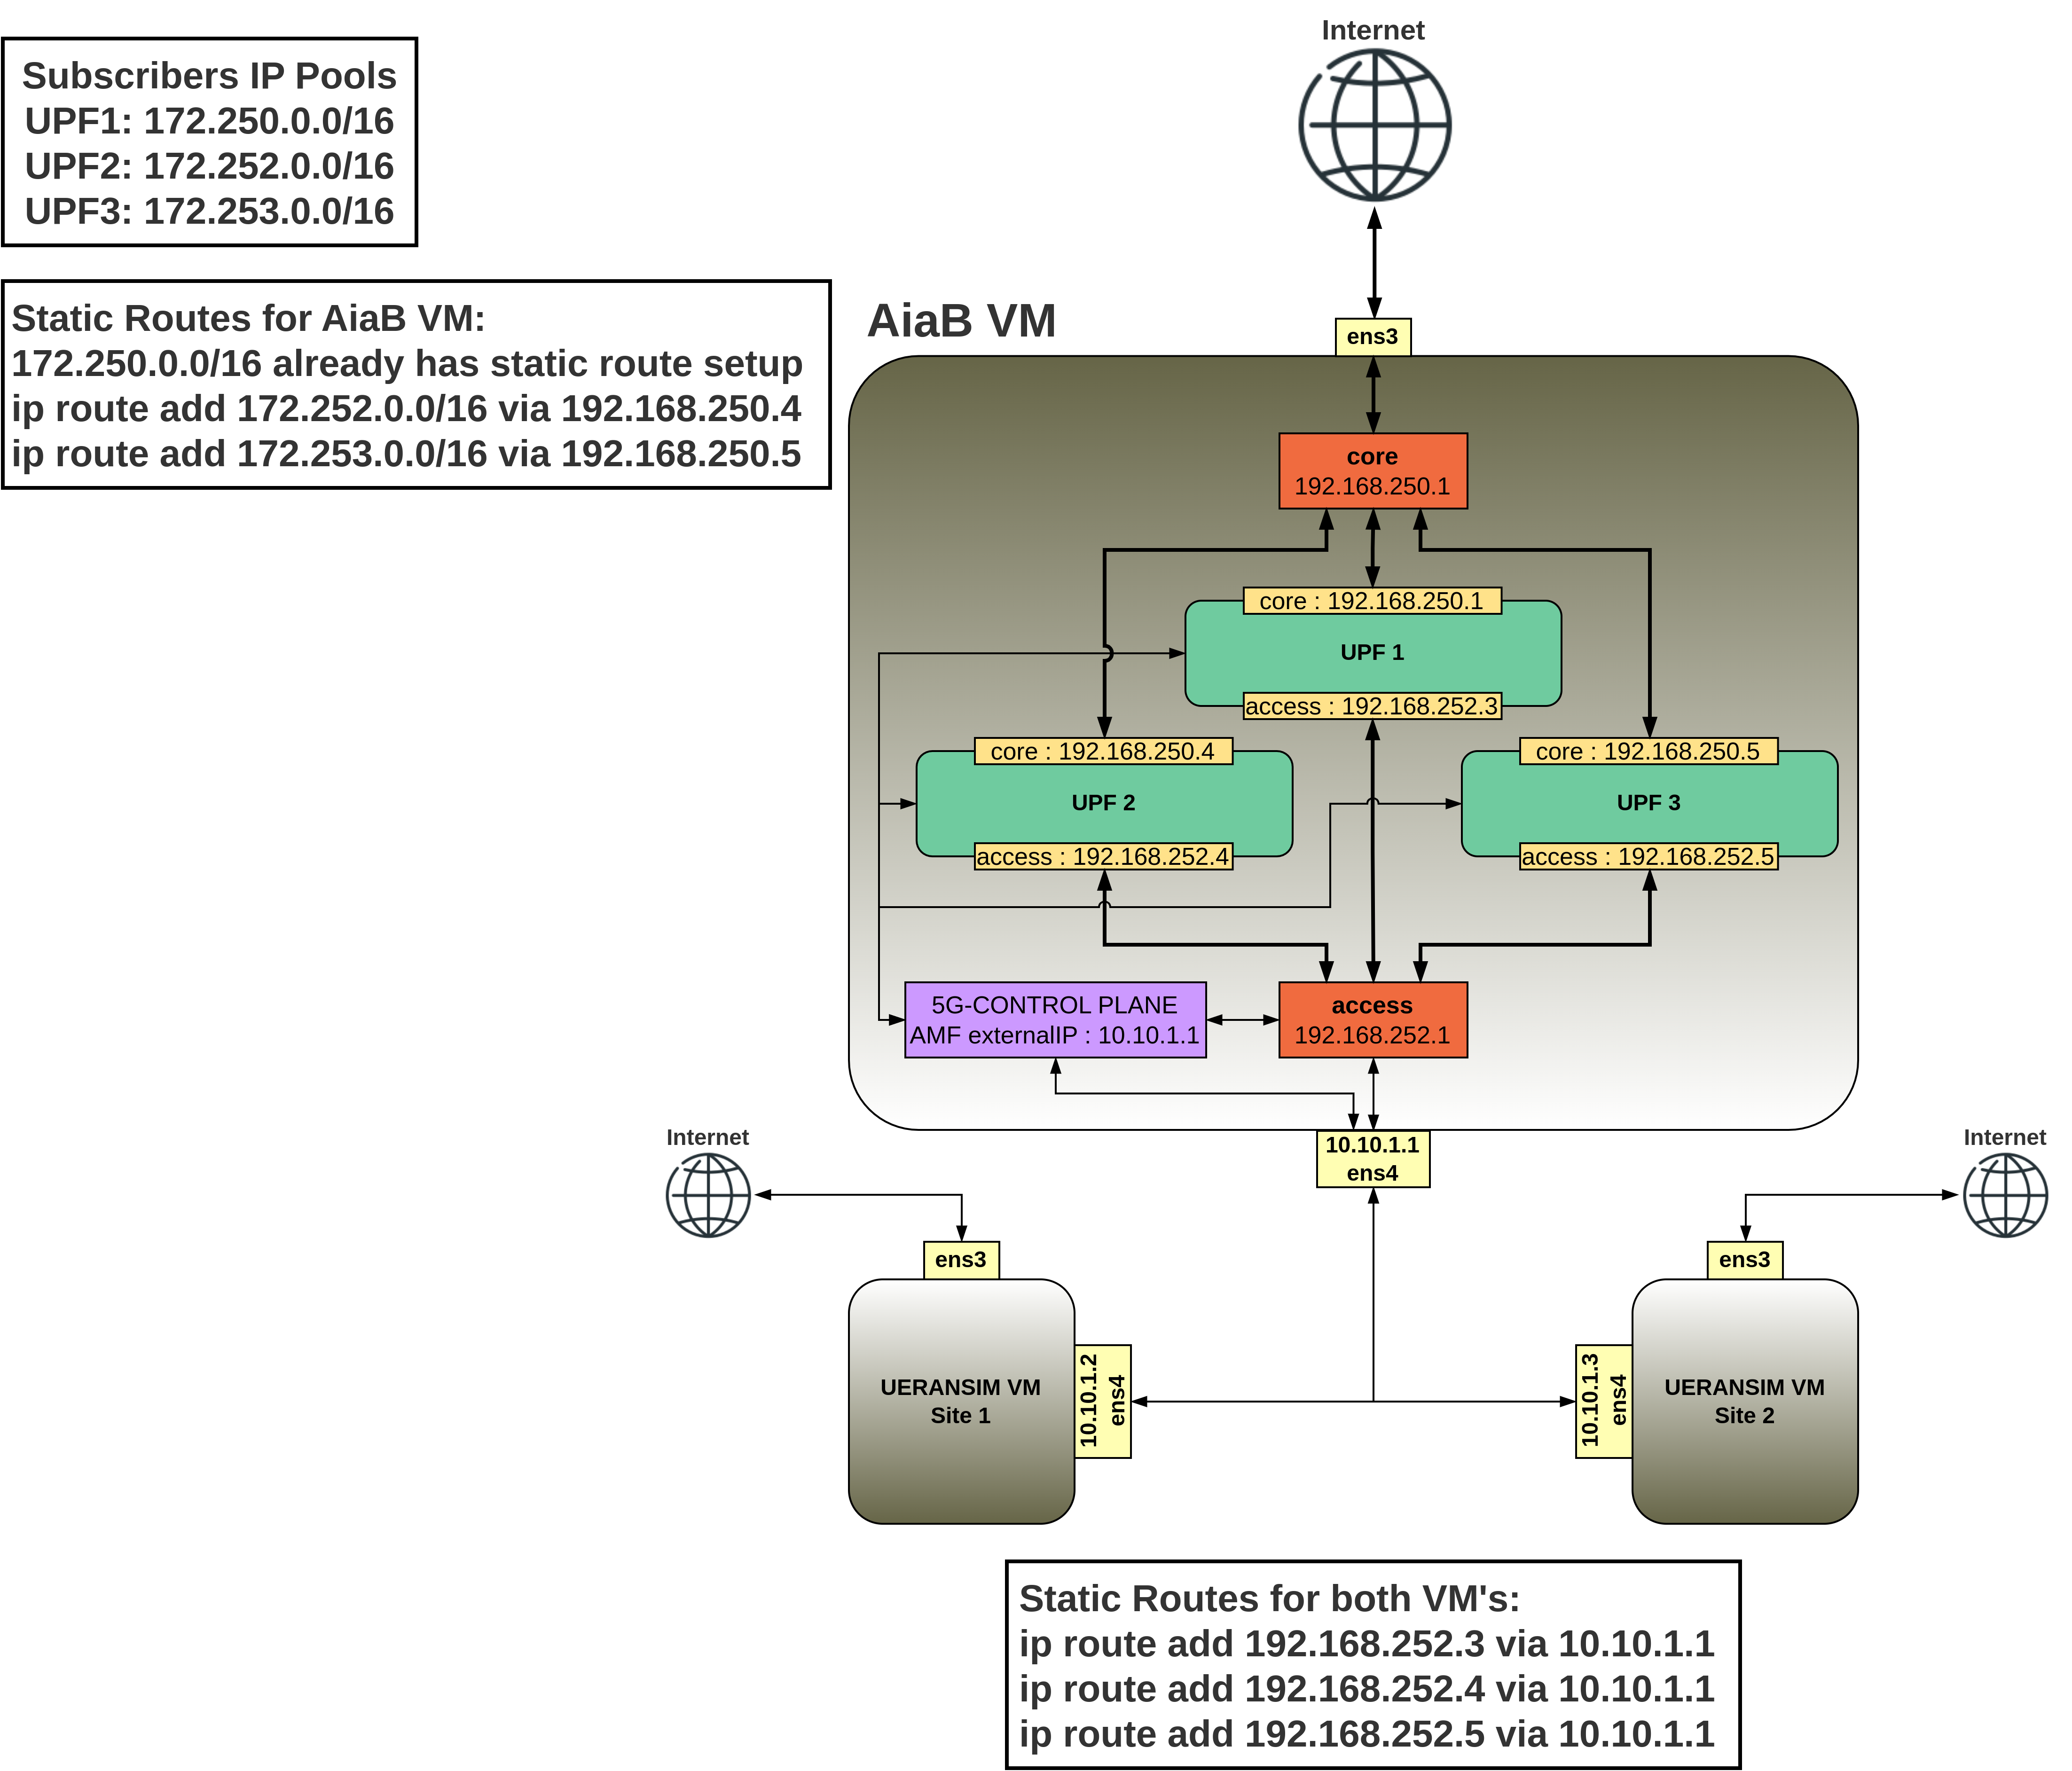 Internet
Subscribers IP Pools
UPF1: 172.250.0.0/16
UPF2: 172.252.0.0/16
UPF3: 172.253.0.0/16
Static Routes for AiaB VM:
172.250.0.0/16 already has static route setup
ip route add 172.252.0.0/16 via 192.168.250.4
ip route add 172.253.0.0/16 via 192.168.250.5
AiaB VM
ens3
core
192.168.250.1
core : 192.168.250.1
UPF 1
access : 192.168.252.3
core : 192.168.250.4
UPF 2
access : 192.168.252.4
core : 192.168.250.5
UPF 3
access : 192.168.252.5
5G-CONTROL PLANE
AMF externalIP : 10.10.1.1
access
192.168.252.1
10.10.1.1
ens4
Internet
ens3
UERANSIM VM
Site 1
10.10.1.2
ens4
Internet
ens3
10.10.1.3
ens4
UERANSIM VM
Site 2
Static Routes for both VM's:
ip route add 192.168.252.3 via 10.10.1.1
ip route add 192.168.252.4 via 10.10.1.1
ip route add 192.168.252.5 via 10.10.1.1